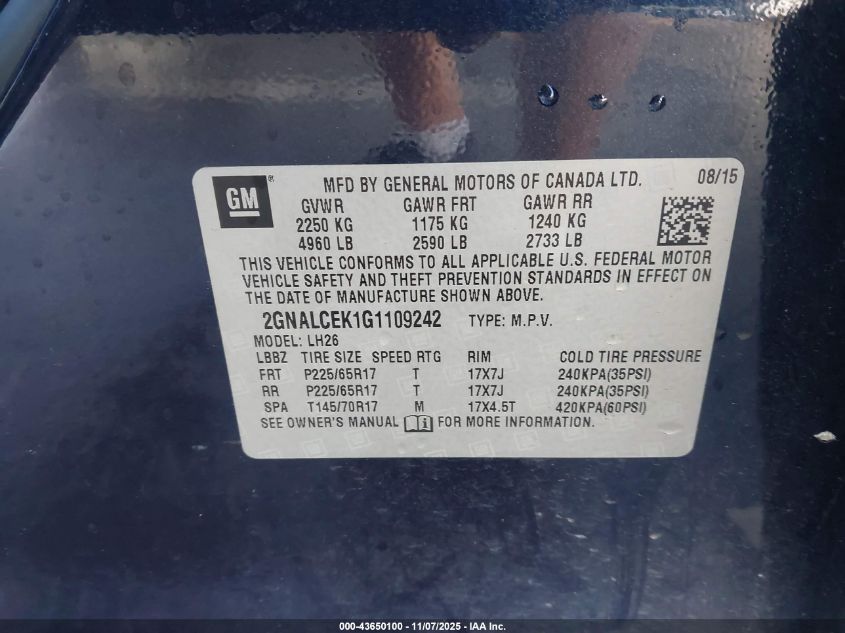 GM ® MFD BY GENERAL MOTORS OF CANADA LTD. 08/15
GVWR GAWR FRT GAWR RR
2250 KG 1175 KG 1240 KG
4960 LB 2590 LB 2733 LB
THIS VEHICLE CONFORMS TO ALL APPLICABLE U.S. FEDERAL MOTOR
VEHICLE SAFETY AND THEFT PREVENTION STANDARDS IN EFFECT ON
THE DATE OF MANUFACTURE SHOWN ABOVE.
2GNALCEK1G1109242 TYPE: M.P.V.
MODEL: LH26
LBBZ TIRE SIZE SPEED RTG RIM COLD TIRE PRESSURE
FRT P225/65R17 T 17X7J 240KPA(35PSI)
RR P225/65R17 T 17X7J 240KPA(35PSI)
SPA T145/70R17 M 17X4.5T 420KPA(60PSI)
SEE OWNER'S MANUAL i FOR MORE INFORMATION.
000-43650100 - 11/07/2025 - IAA Inc.